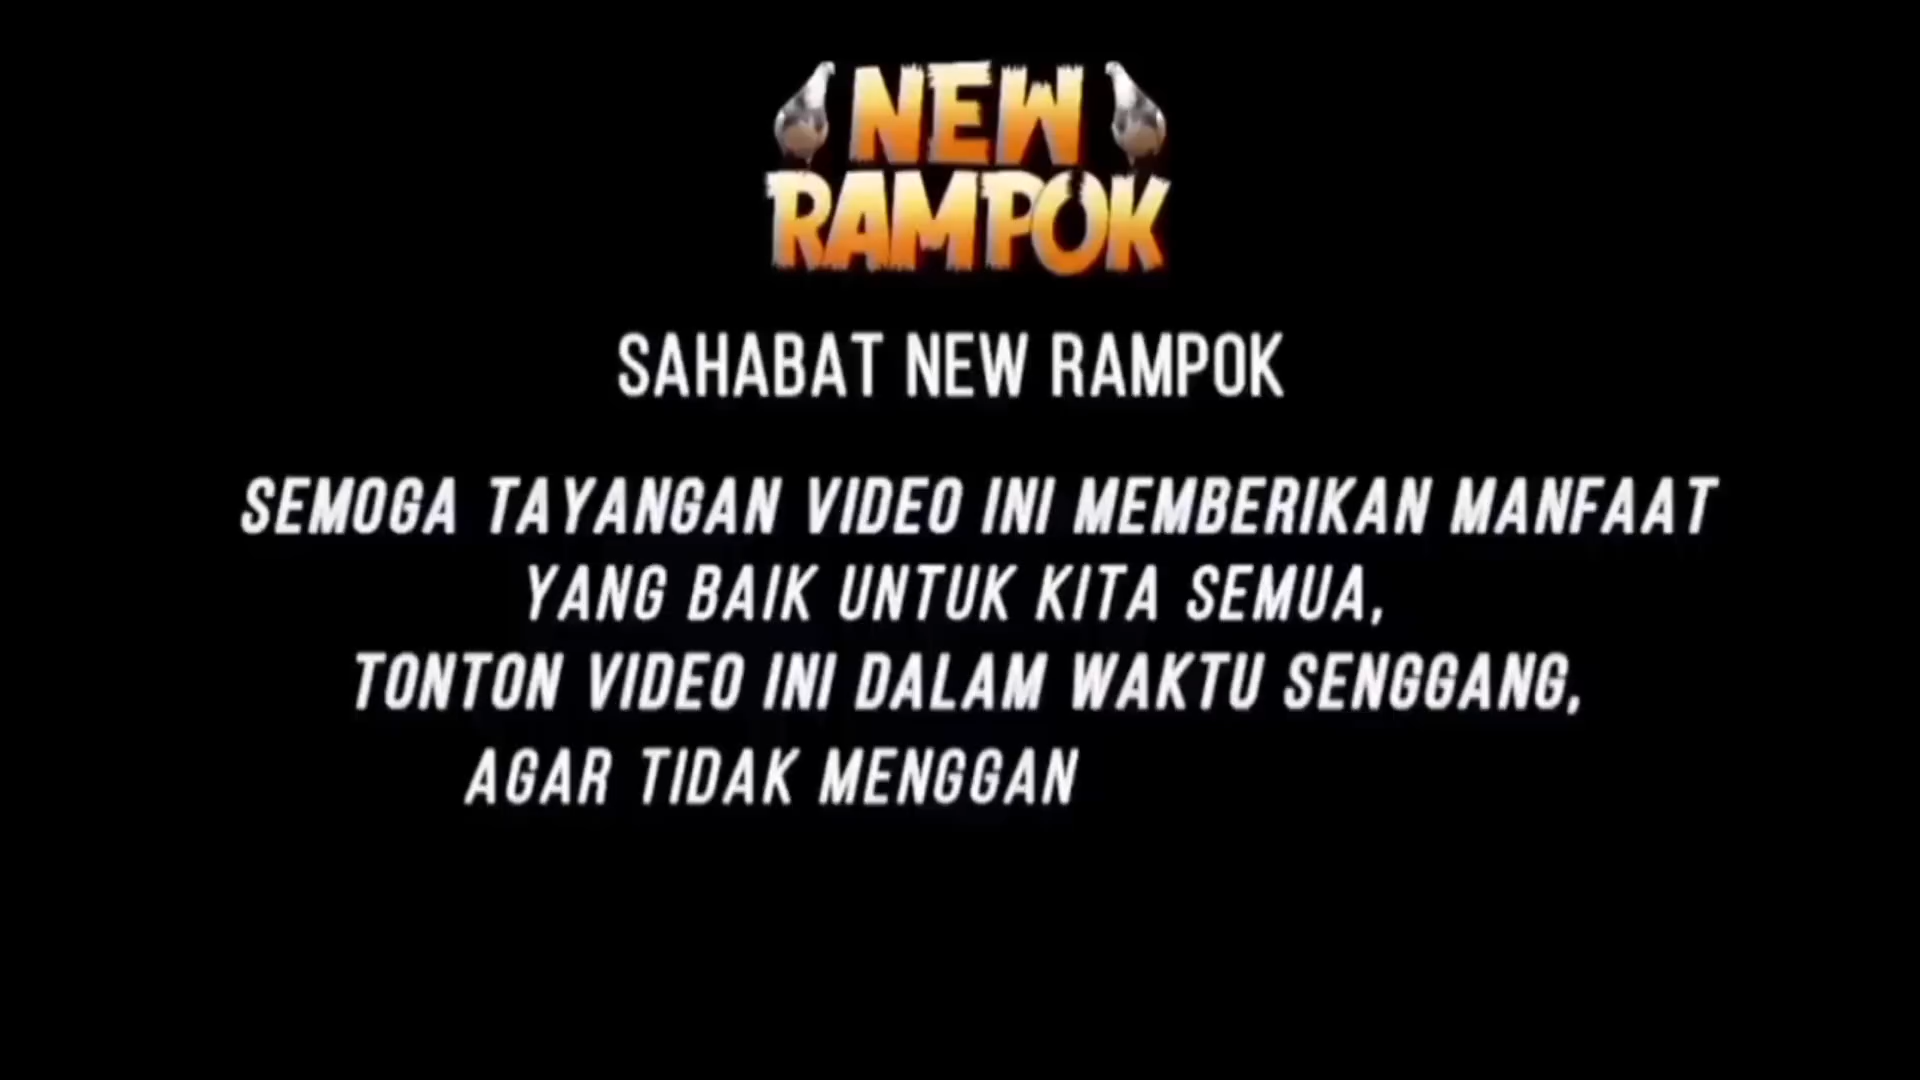 NEW
RAMPOK
SAHABAT NEW RAMPOK
SEMOGA TAYANGAN VIDEO INI MEMBERIKAN MANFAAT
YANG BAIK UNTUK KITA SEMUA,
TONTON VIDEO INI DALAM WAKTU SENGGANG,
AGAR TIDAK MENGGAN